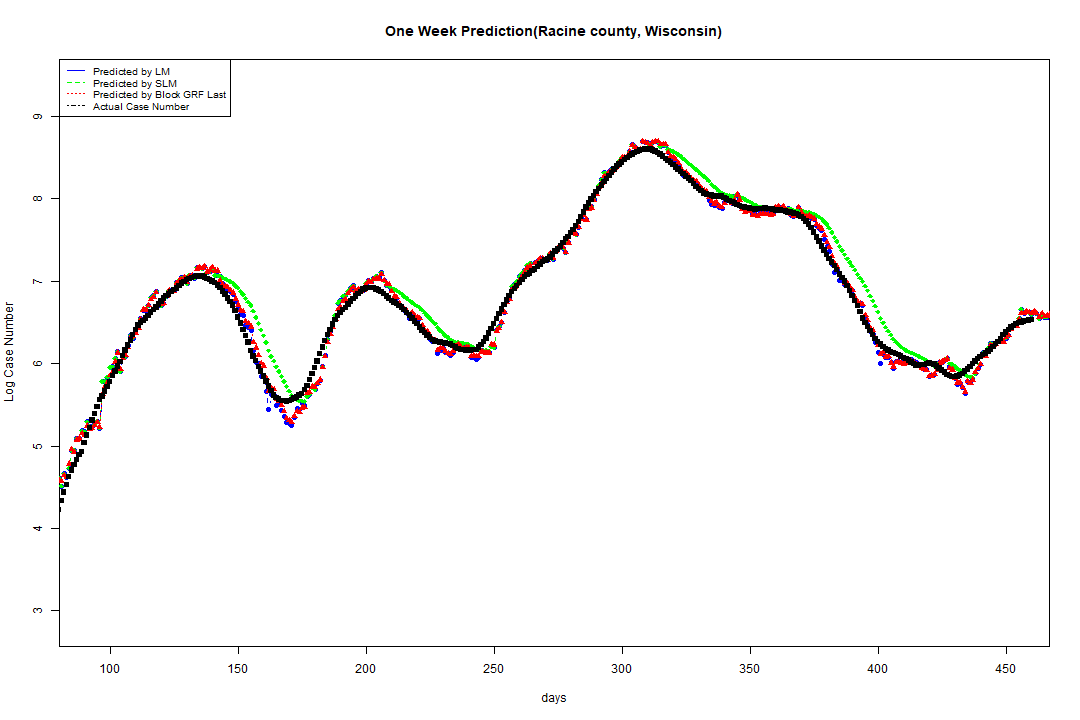 One Week Prediction(Racine county, Wisconsin)
Predicted by LM
Predicted by SLM
Predicted by Block GRF Last
Actual Case Number
9
8
7
6
5
4
3
Log Case Number
100 150 200 250 300 350 400 450
days